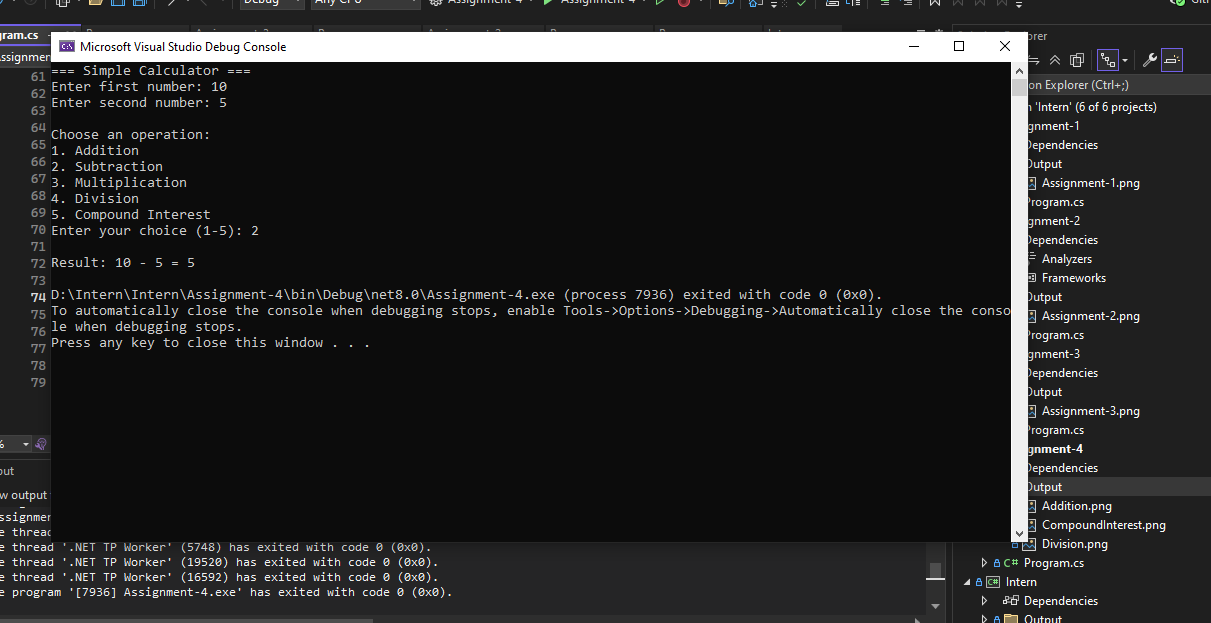 Debug
Any CPU
Assignment-4
Assignment-4
Microsoft Visual Studio Debug Console
=== Simple Calculator ===
Enter first number: 10
Enter second number: 5
Choose an operation:
1. Addition
2. Subtraction
3. Multiplication
4. Division
5. Compound Interest
Enter your choice (1-5): 2
Result: 10 - 5 = 5
D:\Intern\Intern\Assignment-4\bin\Debug\net8.0\Assignment-4.exe (process 7936) exited with code 0 (0x0).
To automatically close the console when debugging stops, enable Tools->Options->Debugging->Automatically close the conso
le when debugging stops.
Press any key to close this window . . .
gram.cs
ssignmen
61
62
63
64
65
66
67
68
69
70
71
72
73
74
75
76
77
78
79
%
put
w output
ssignmen
e thread
e thread '.NET TP Worker' (5748) has exited with code 0 (0x0).
e thread '.NET TP Worker' (19520) has exited with code 0 (0x0).
e thread '.NET TP Worker' (16592) has exited with code 0 (0x0).
e program '[7936] Assignment-4.exe' has exited with code 0 (0x0).
orer
on Explorer (Ctrl+;)
n 'Intern' (6 of 6 projects)
gnment-1
Dependencies
Output
Assignment-1.png
Program.cs
gnment-2
Dependencies
Analyzers
Frameworks
Output
Assignment-2.png
Program.cs
gnment-3
Dependencies
Output
Assignment-3.png
Program.cs
gnment-4
Dependencies
Output
Addition.png
CompoundInterest.png
Division.png
C# Program.cs
C# Intern
Dependencies
Output